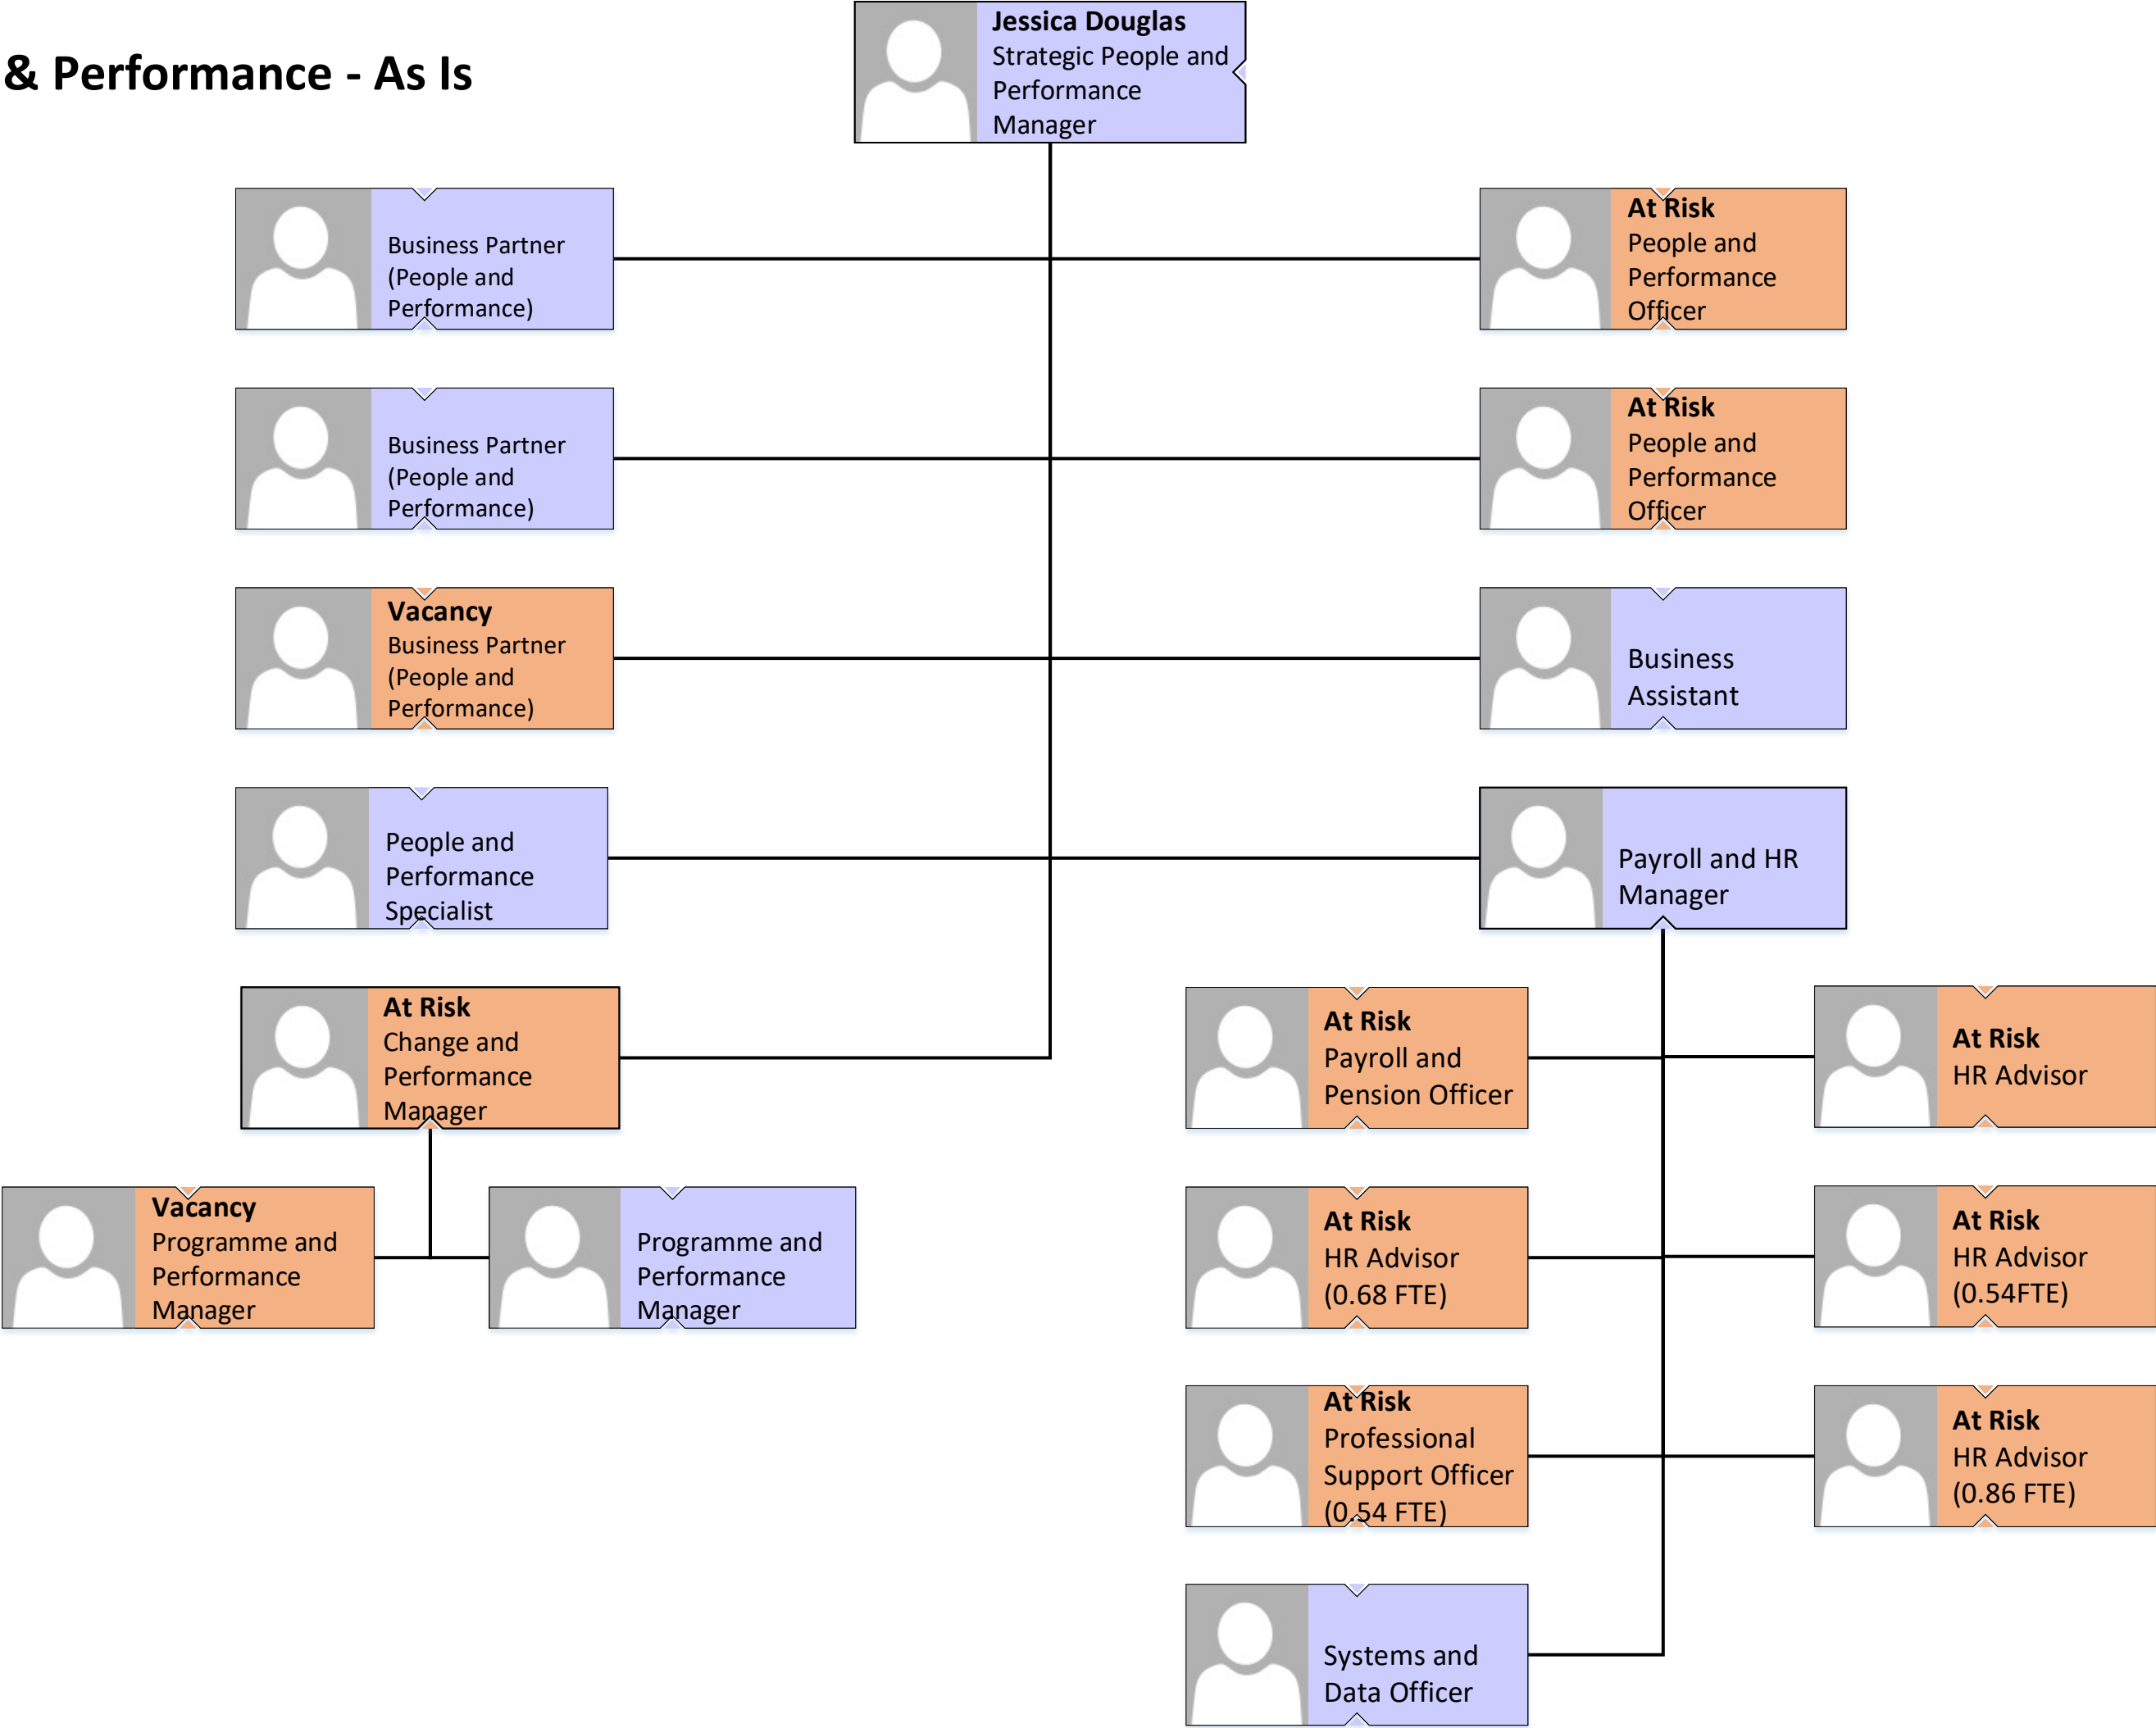 & Performance - As Is
Jessica Douglas
Strategic People and
Performance
Manager
Business Partner
(People and
Performance)
At Risk
People and
Performance
Officer
Business Partner
(People and
Performance)
At Risk
People and
Performance
Officer
Vacancy
Business Partner
(People and
Performance)
Business
Assistant
People and
Performance
Specialist
Payroll and HR
Manager
At Risk
Change and
Performance
Manager
At Risk
Payroll and
Pension Officer
At Risk
HR Advisor
Vacancy
Programme and
Performance
Manager
Programme and
Performance
Manager
At Risk
HR Advisor
(0.68 FTE)
At Risk
HR Advisor
(0.54FTE)
At Risk
Professional
Support Officer
(0.54 FTE)
At Risk
HR Advisor
(0.86 FTE)
Systems and
Data Officer